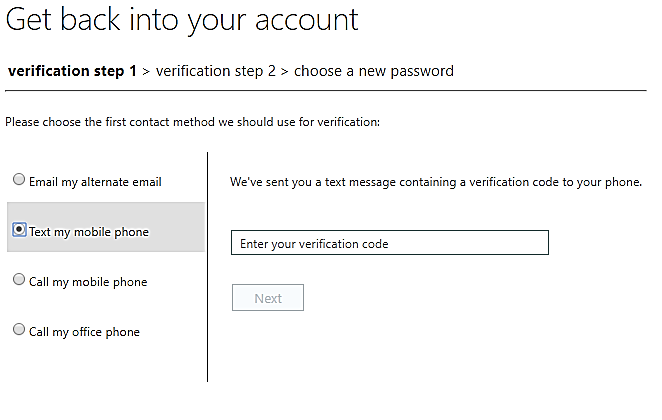 Get back into your account
verification step 1 > verification step 2 > choose a new password
Please choose the first contact method we should use for verification:
Email my alternate email
Text my mobile phone
Call my mobile phone
Call my office phone
We've sent you a text message containing a verification code to your phone.
Enter your verification code
Next